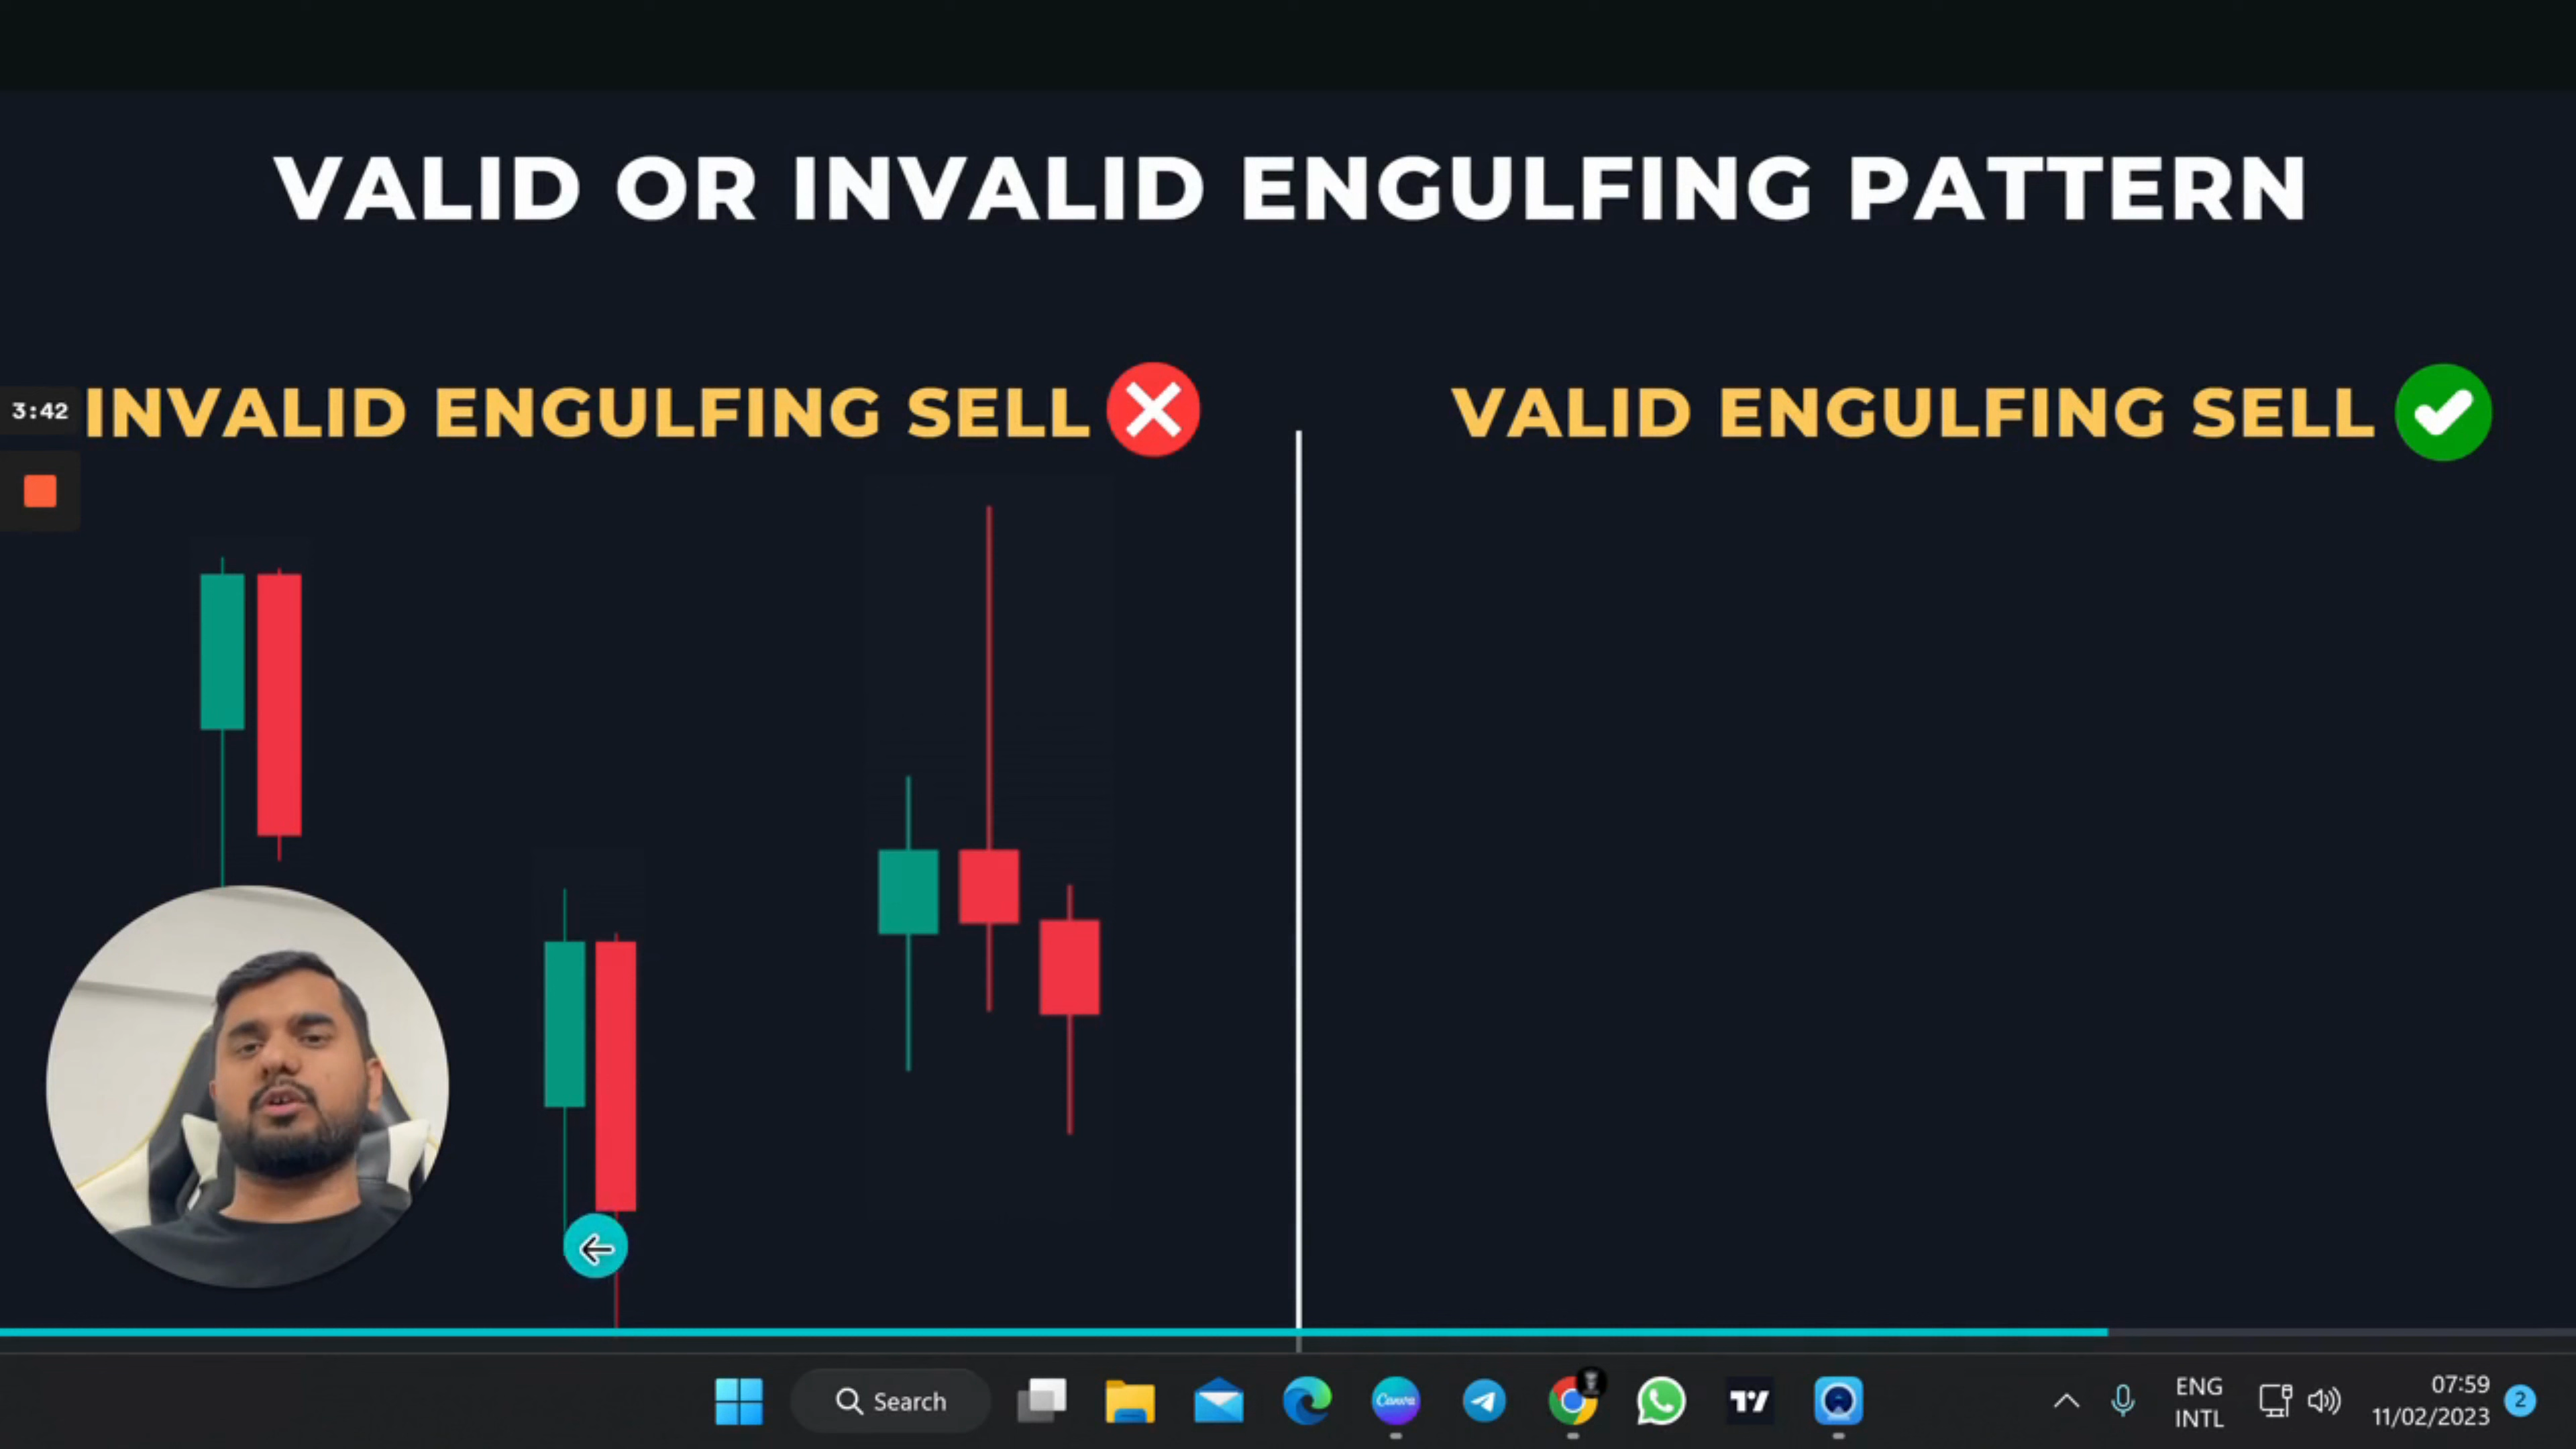 VALID OR INVALID ENGULFING PATTERN
INVALID ENGULFING SELL
VALID ENGULFING SELL
3:42
Search
Canva
ENG
INTL
07:59
11/02/2023
2